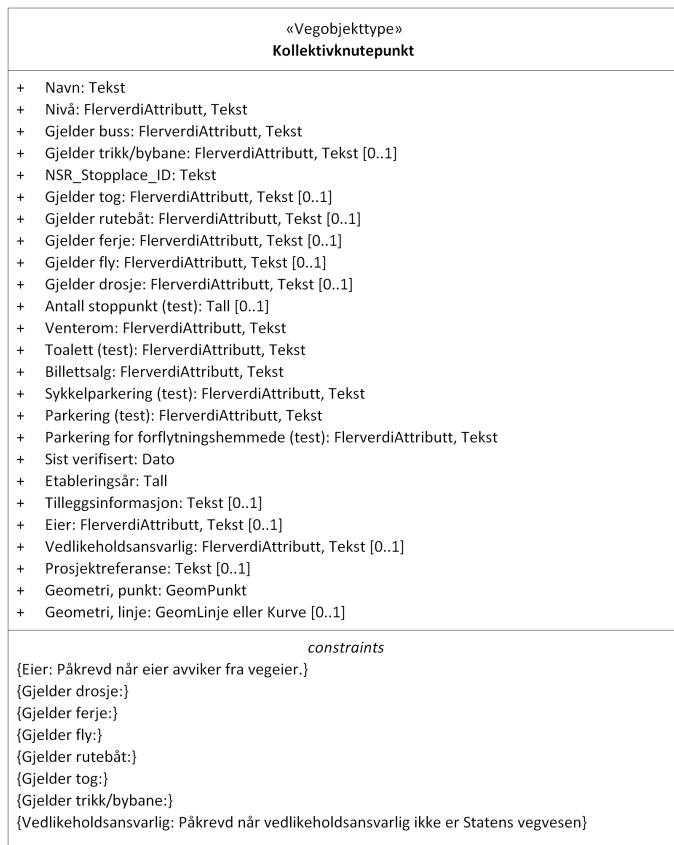 «Vegobjekttype»
Kollektivknutepunkt
+ Navn: Tekst
+ Nivå: FlerverdiAttributt, Tekst
+ Gjelder buss: FlerverdiAttributt, Tekst
+ Gjelder trikk/bybane: FlerverdiAttributt, Tekst [0..1]
+ NSR_Stopplace_ID: Tekst
+ Gjelder tog: FlerverdiAttributt, Tekst [0..1]
+ Gjelder rutebåt: FlerverdiAttributt, Tekst [0..1]
+ Gjelder ferje: FlerverdiAttributt, Tekst [0..1]
+ Gjelder fly: FlerverdiAttributt, Tekst [0..1]
+ Gjelder drosje: FlerverdiAttributt, Tekst [0..1]
+ Antall stoppunkt (test): Tall [0..1]
+ Venterom: FlerverdiAttributt, Tekst
+ Toalett (test): FlerverdiAttributt, Tekst
+ Billettsalg: FlerverdiAttributt, Tekst
+ Sykkelparkering (test): FlerverdiAttributt, Tekst
+ Parkering (test): FlerverdiAttributt, Tekst
+ Parkering for forflytningshemmede (test): FlerverdiAttributt, Tekst
+ Sist verifisert: Dato
+ Etableringsår: Tall
+ Tilleggsinformasjon: Tekst [0..1]
+ Eier: FlerverdiAttributt, Tekst [0..1]
+ Vedlikeholdsansvarlig: FlerverdiAttributt, Tekst [0..1]
+ Prosjektreferanse: Tekst [0..1]
+ Geometri, punkt: GeomPunkt
+ Geometri, linje: GeomLinje eller Kurve [0..1]
constraints
{Eier: Påkrevd når eier avviker fra vegeier.}
{Gjelder drosje:}
{Gjelder ferje:}
{Gjelder fly:}
{Gjelder rutebåt:}
{Gjelder tog:}
{Gjelder trikk/bybane:}
{Vedlikeholdsansvarlig: Påkrevd når vedlikeholdsansvarlig ikke er Statens vegvesen}